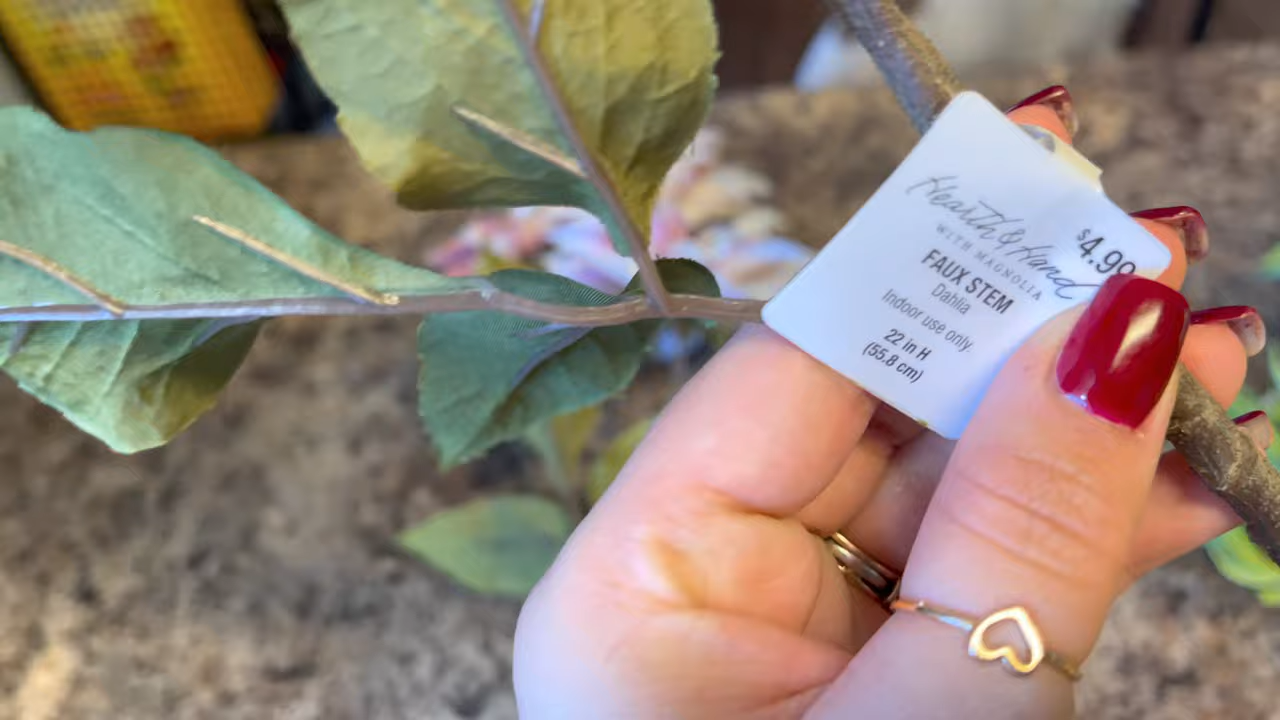 Hearth & Hand
WITH MAGNOLIA
$4.99
FAUX STEM
Dahlia
Indoor use only.
22 in H
(55.8 cm)